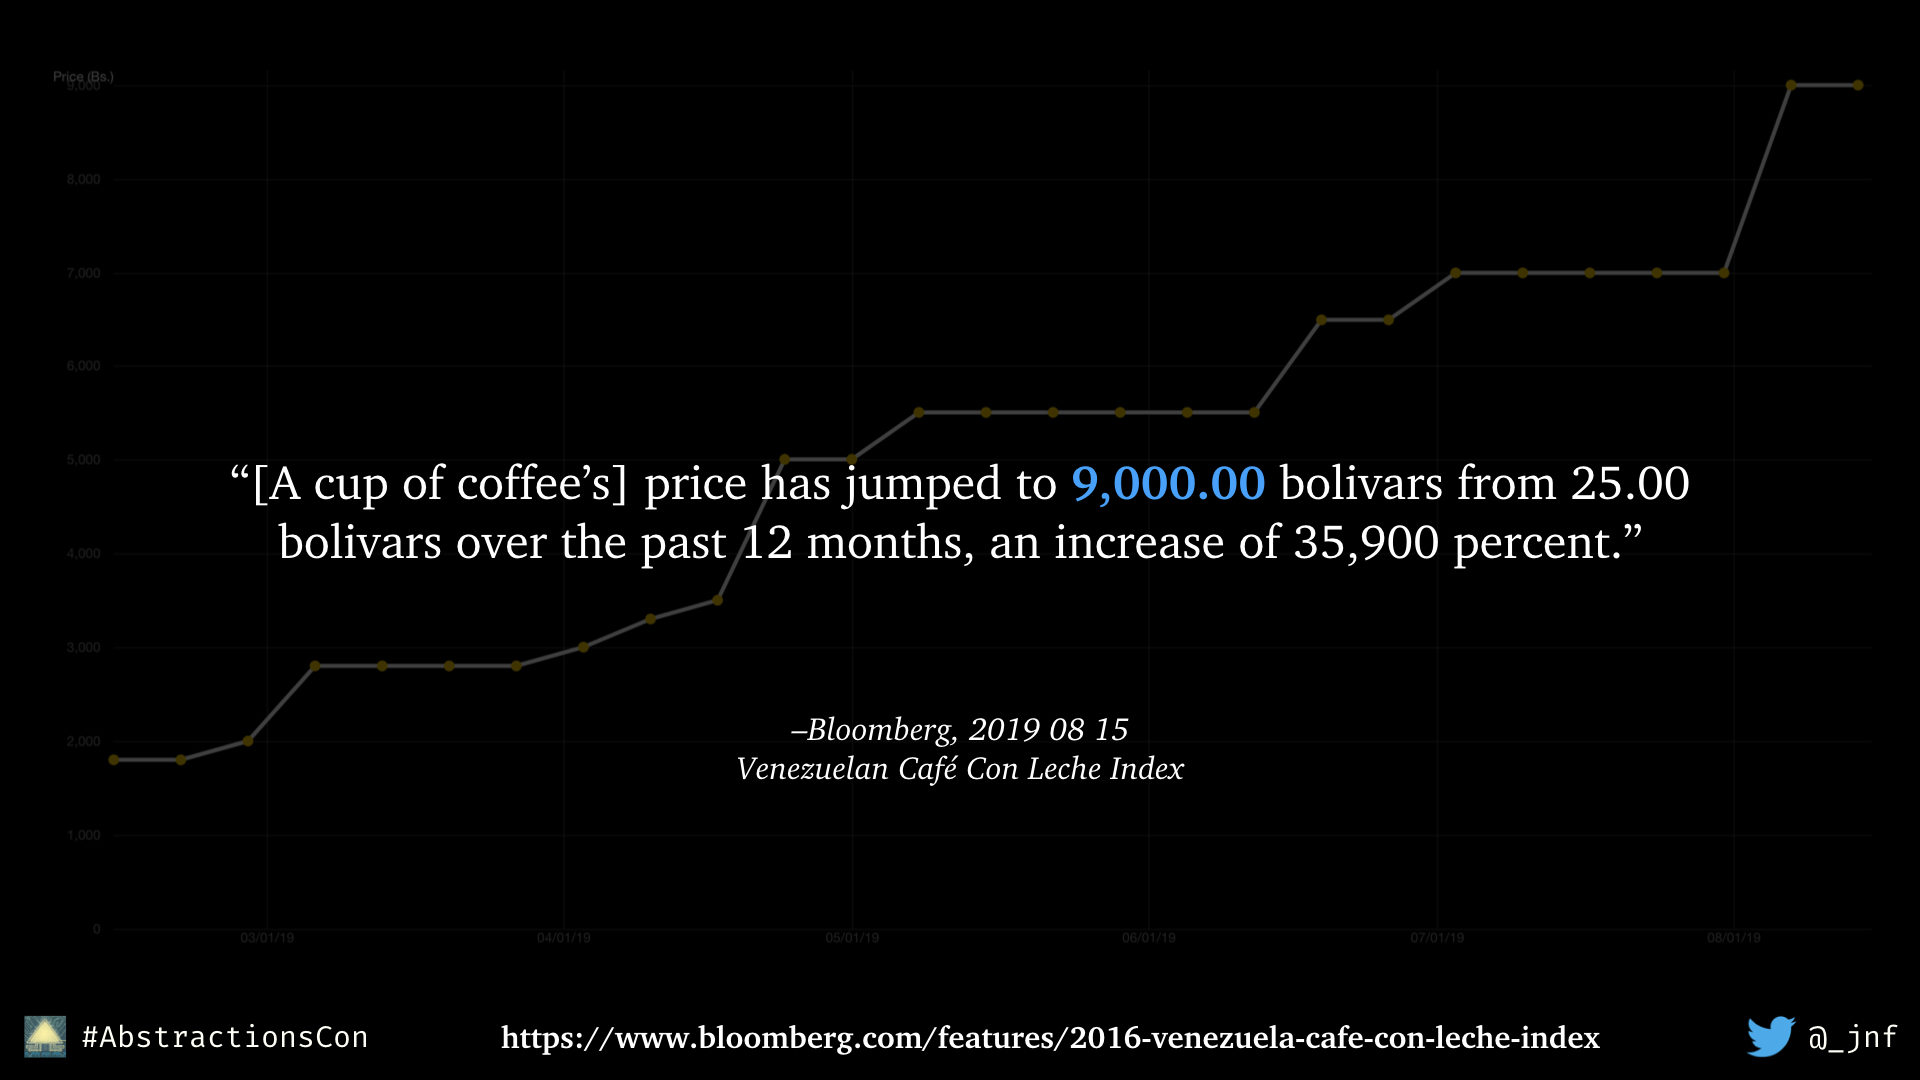 Price (Bs.)
9,000
8,000
7,000
6,000
5,000
“[A cup of coffee’s] price has jumped to 9,000.00 bolivars from 25.00
bolivars over the past 12 months, an increase of 35,900 percent.”
4,000
3,000
2,000
–Bloomberg, 2019 08 15
Venezuelan Café Con Leche Index
1,000
0
03/01/19
04/01/19
05/01/19
06/01/19
07/01/19
08/01/19
#AbstractionsCon
https://www.bloomberg.com/features/2016-venezuela-cafe-con-leche-index
@_jnf